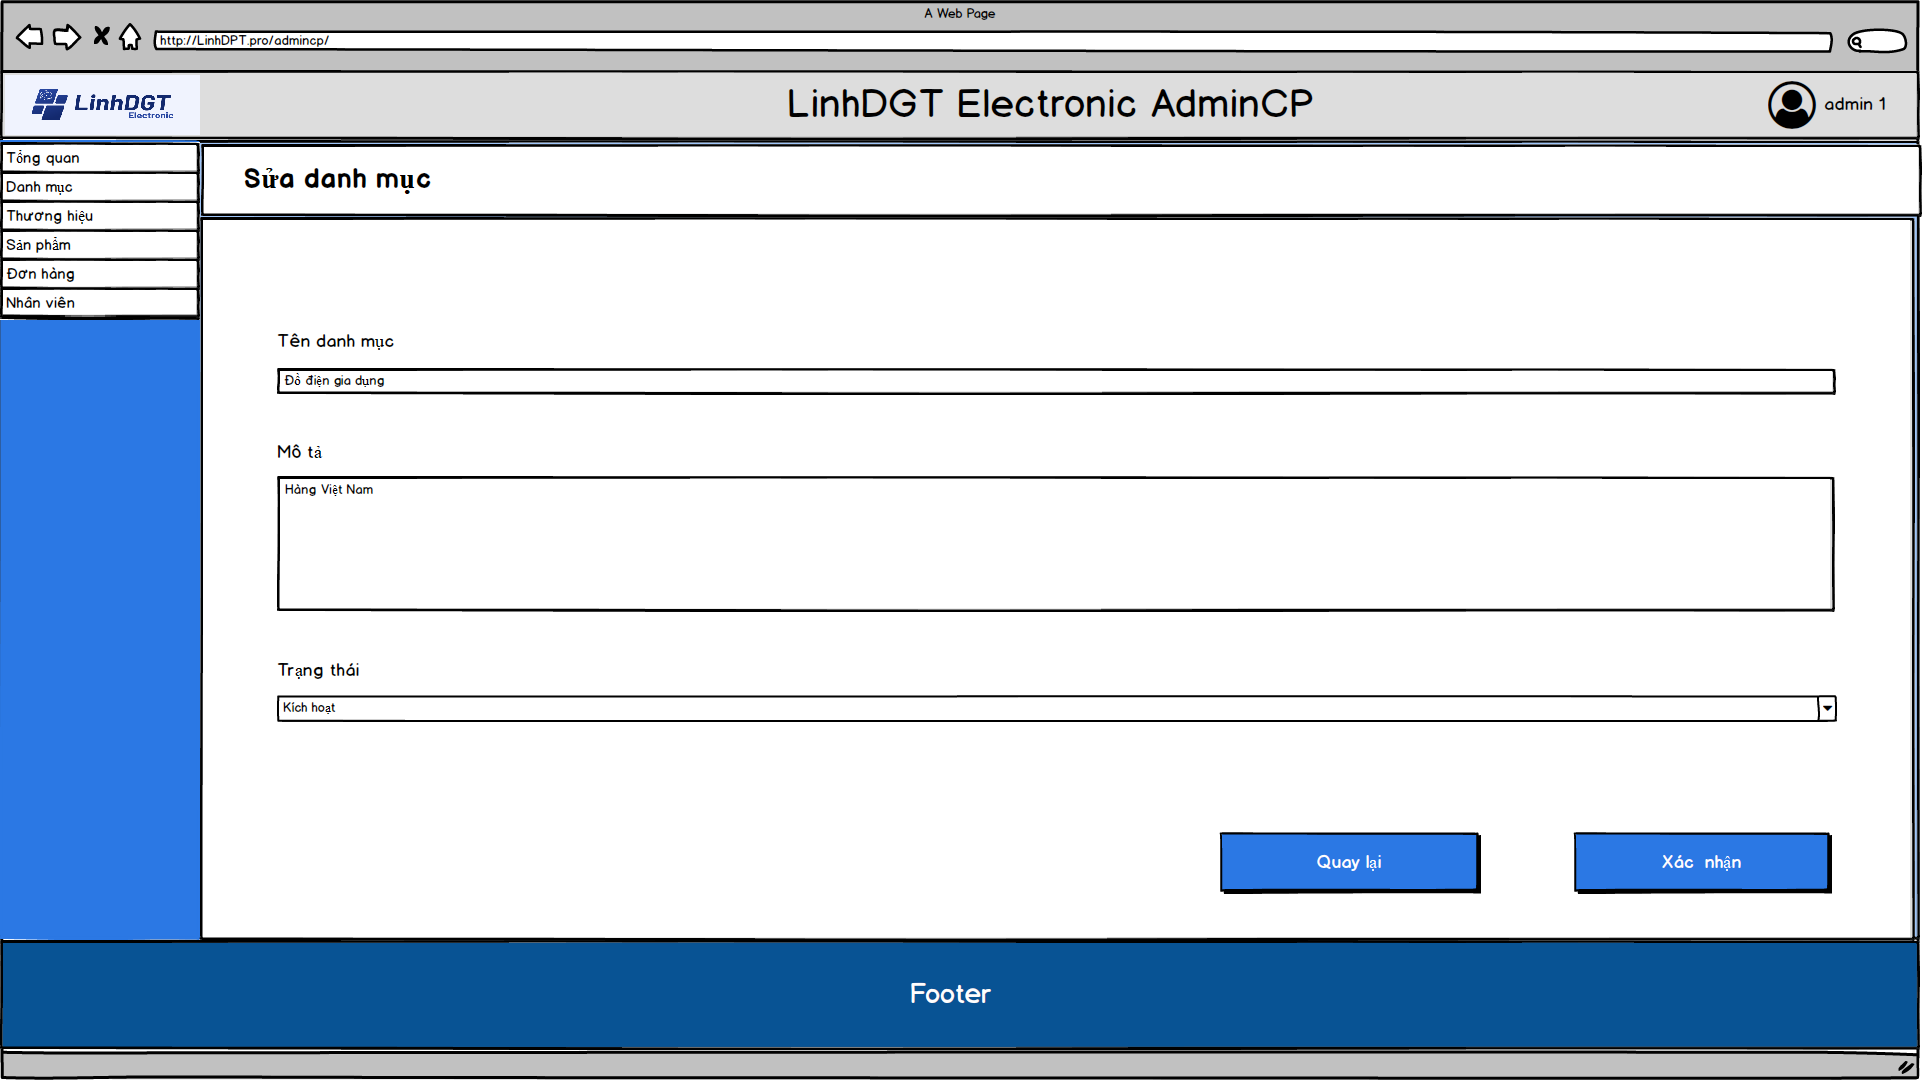 A Web Page
http://LinhDPT.pro/admincp/
LinhDGT
Electronic
LinhDGT Electronic AdminCP
admin 1
Tổng quan
Danh mục
Thương hiệu
Sản phẩm
Đơn hàng
Nhân viên
Sửa danh mục
Tên danh mục
Đồ điện gia dụng
Mô tả
Hàng Việt Nam
Trạng thái
Kích hoạt
Quay lại
Xác nhận
Footer